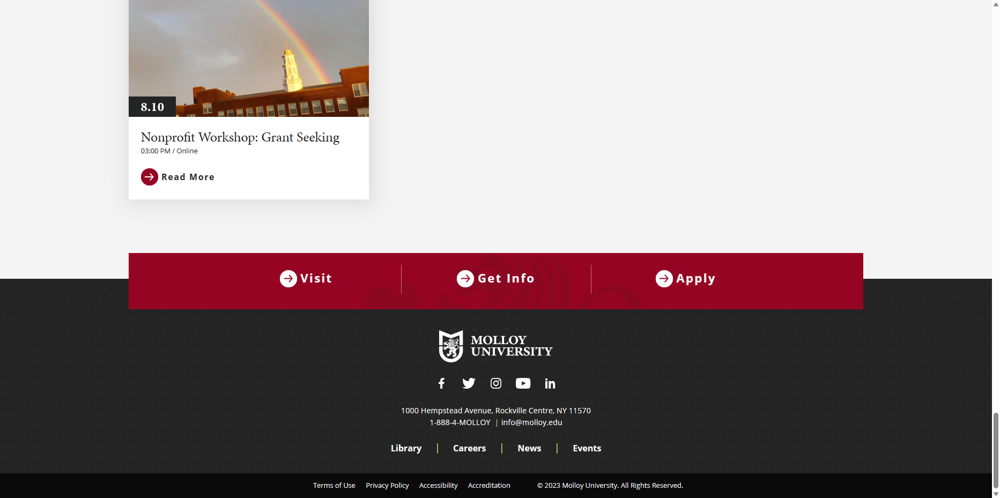 8.10
Nonprofit Workshop: Grant Seeking
03:00 PM / Online
Read More
Visit
Get Info
Apply
MOLLOY
UNIVERSITY
1000 Hempstead Avenue, Rockville Centre, NY 11570
1-888-4-MOLLOY | info@molloy.edu
Library | Careers | News | Events
Terms of Use Privacy Policy Accessibility Accreditation © 2023 Molloy University. All Rights Reserved.